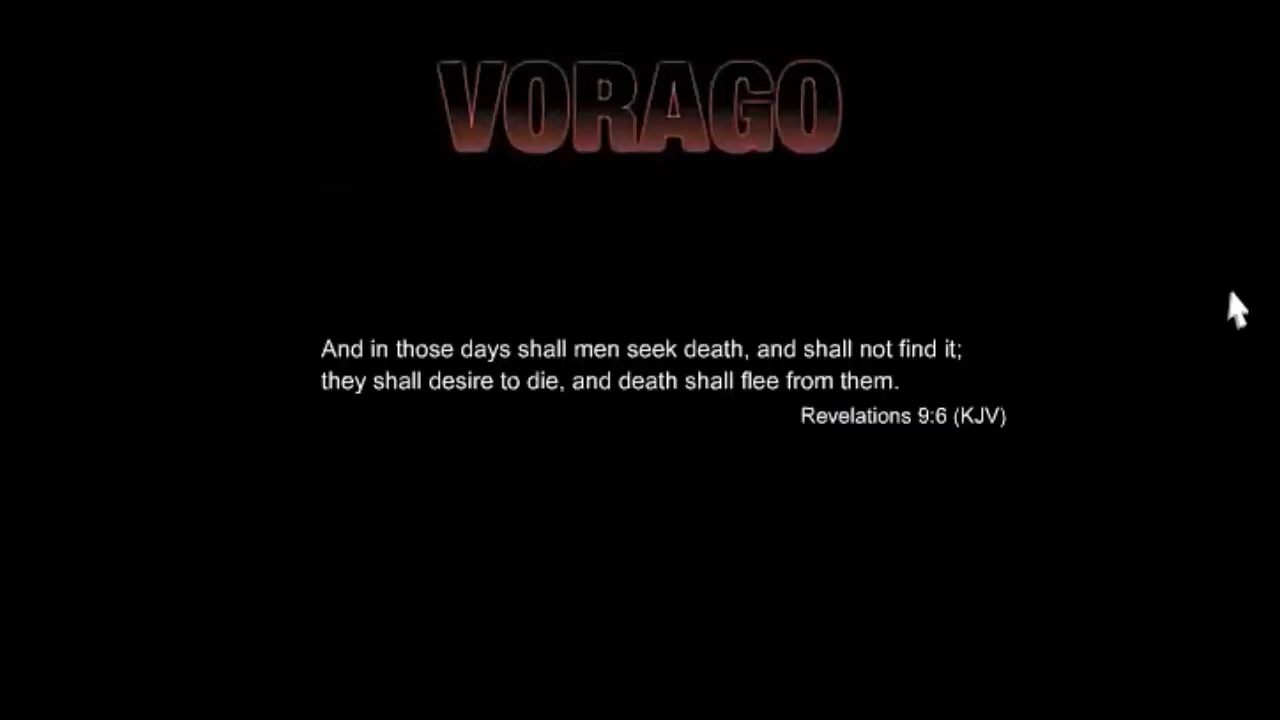 VORAGO
And in those days shall men seek death, and shall not find it;
they shall desire to die, and death shall flee from them.
Revelations 9:6 (KJV)